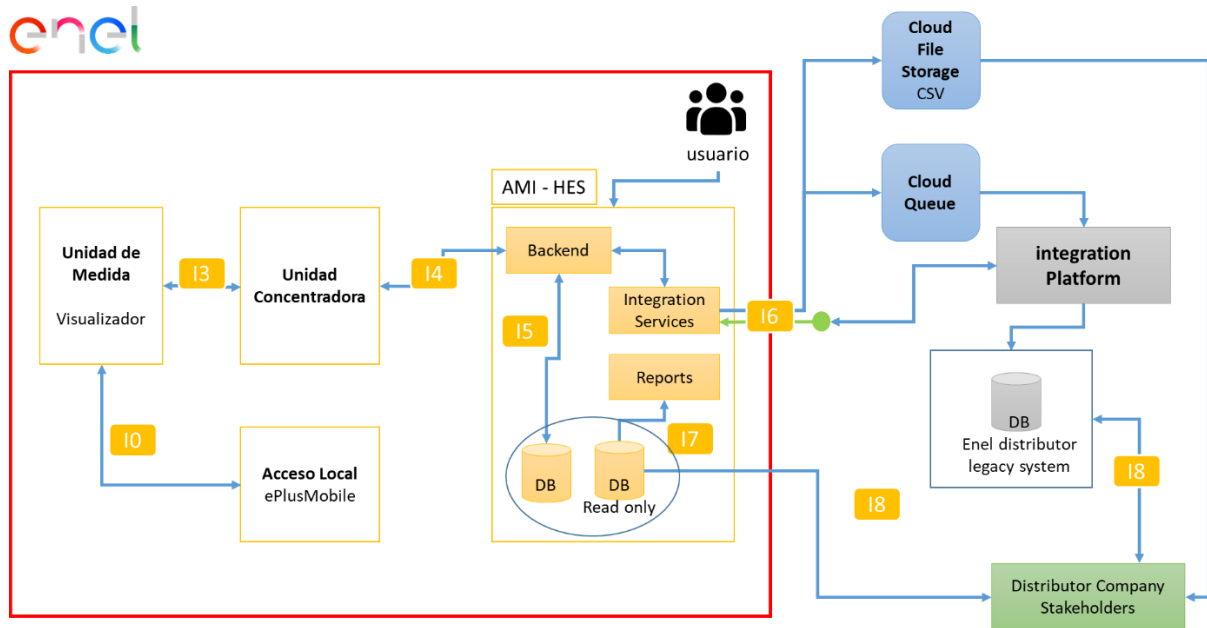 enel
usuario
AMI - HES
Unidad de
Medida
Visualizador
I3
Unidad
Concentradora
I4
Backend
Integration
Services
I5
I6
Reports
I7
DB
DB
Read only
I0
Acceso Local
ePlusMobile
Cloud
File
Storage
CSV
Cloud
Queue
integration
Platform
DB
Enel distributor
legacy system
I8
I8
Distributor Company
Stakeholders